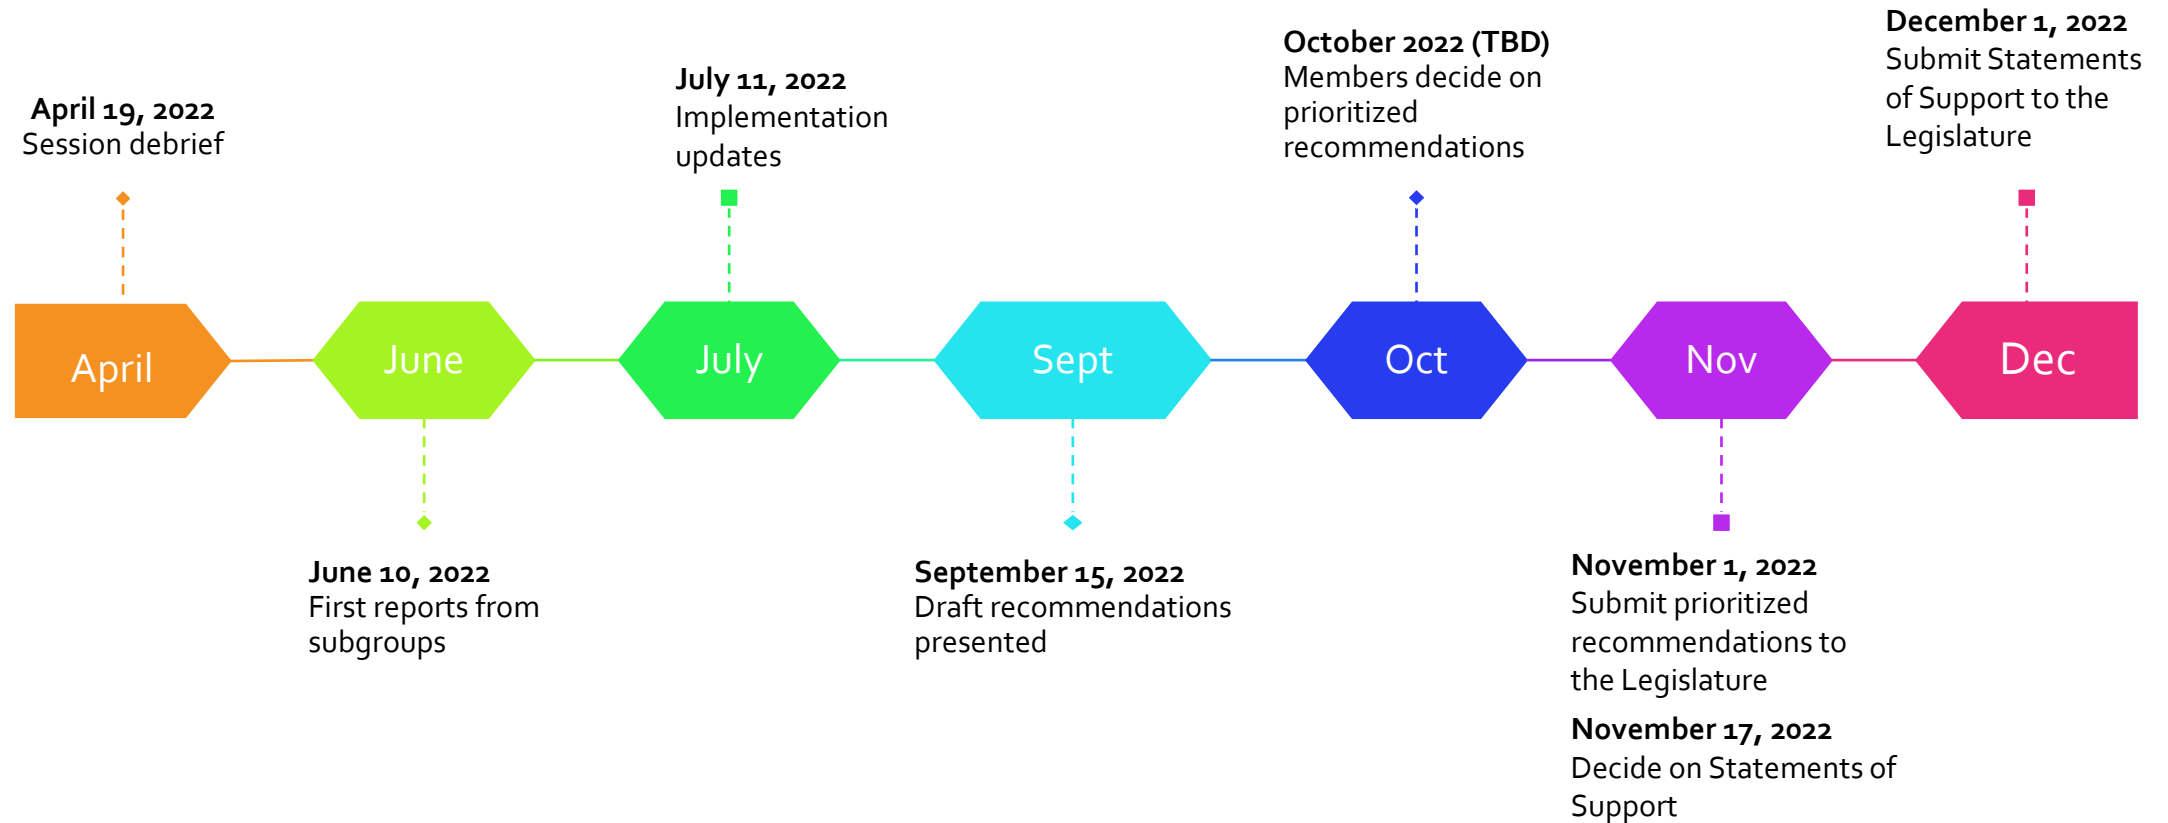 April 19, 2022
Session debrief
July 11, 2022
Implementation
updates
October 2022 (TBD)
Members decide on
prioritized
recommendations
December 1, 2022
Submit Statements
of Support to the
Legislature
April
June
July
Sept
Oct
Nov
Dec
June 10, 2022
First reports from
subgroups
September 15, 2022
Draft recommendations
presented
November 1, 2022
Submit prioritized
recommendations to
the Legislature
November 17, 2022
Decide on Statements of
Support